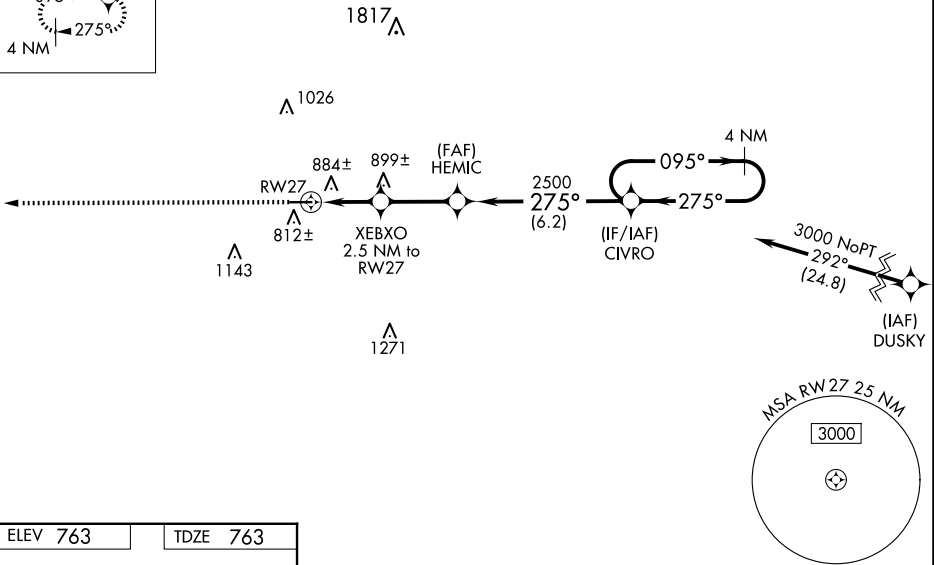 275°
4 NM
1817
1026
4 NM
095°
(FAF)
HEMIC
884±
899±
RW27
2500
275°
(6.2)
275°
(IF/IAF)
CIVRO
XEBXO
2.5 NM to
RW27
812±
1143
3000 NoPT
292°
(24.8)
(IAF)
DUSKY
1271
MSA RW 27 25 NM
3000
ELEV 763
TDZE 763